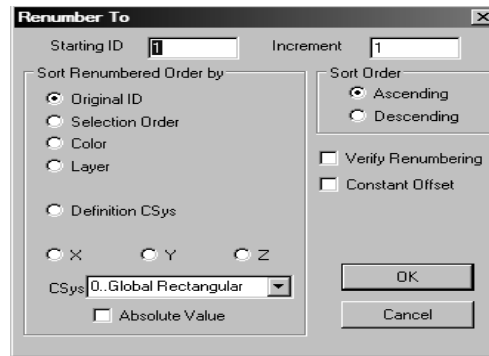 Renumber To
Starting ID 1 Increment 1
Sort Renumbered Order by
Original ID
Selection Order
Color
Layer
Definition CSys
X Y Z
CSys 0..Global Rectangular
Absolute Value
Sort Order
Ascending
Descending
Verify Renumbering
Constant Offset
OK
Cancel